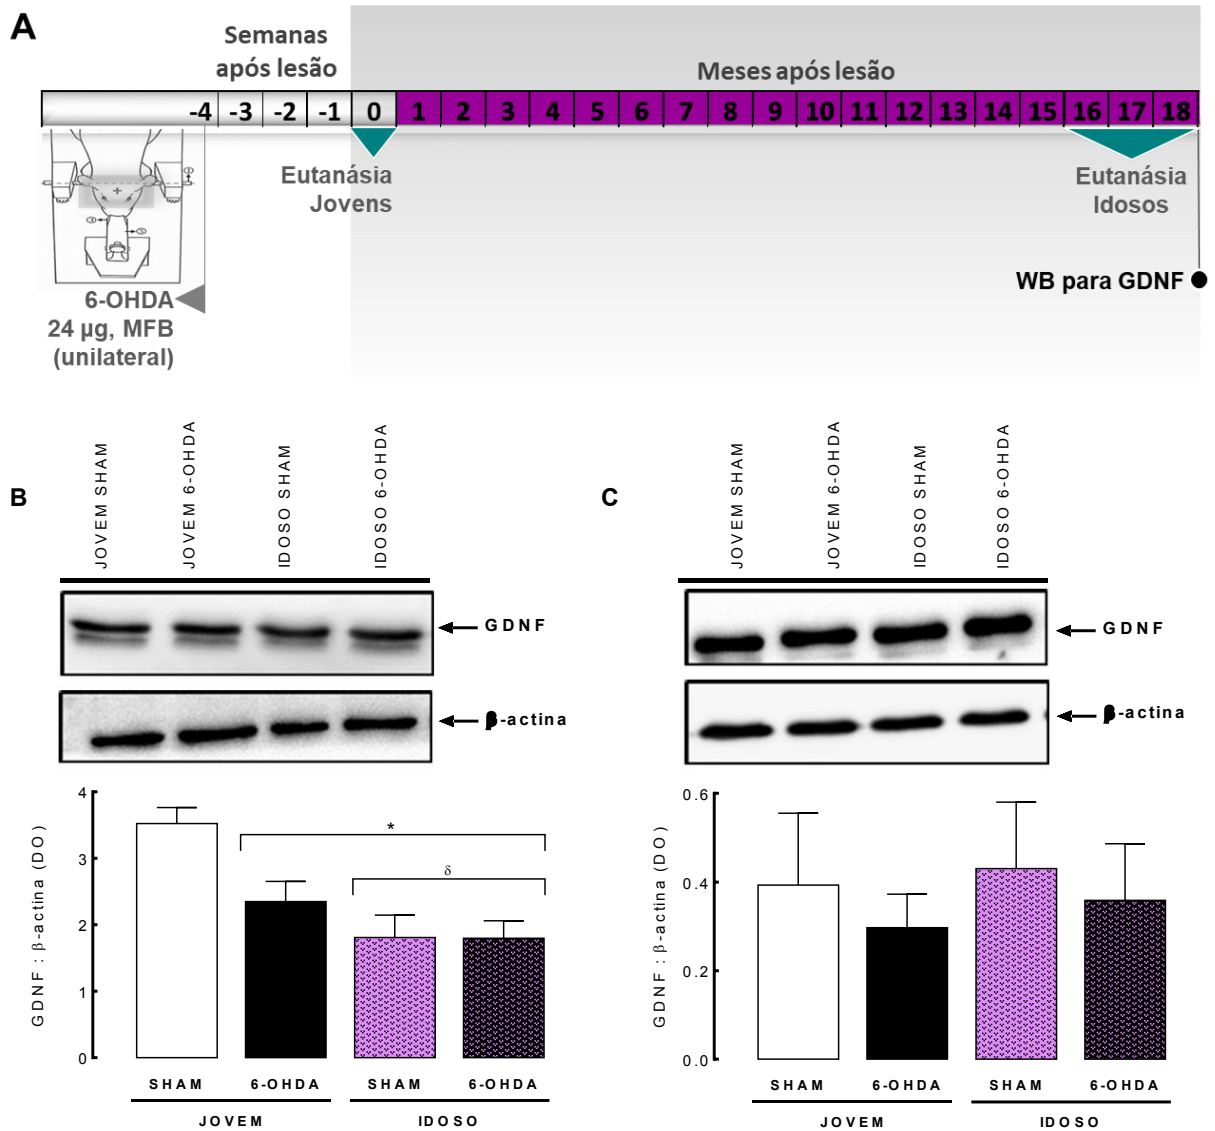 A
Semanas
após lesão
Meses após lesão
-4 -3 -2 -1 0 1 2 3 4 5 6 7 8 9 10 11 12 13 14 15 16 17 18
Eutanásia
Jovens
Eutanásia
Idosos
WB para GDNF
6-OHDA
24 µg, MFB
(unilateral)
B
JOVEM SHAM
JOVEM 6-OHDA
IDOSO SHAM
IDOSO 6-OHDA
GDNF
β-actina
GDNF : β-actina (DO)
4
3
2
1
0
*
δ
SHAM 6-OHDA SHAM 6-OHDA
JOVEM IDOSO
C
JOVEM SHAM
JOVEM 6-OHDA
IDOSO SHAM
IDOSO 6-OHDA
GDNF
β-actina
GDNF : β-actina (DO)
0.6
0.4
0.2
0.0
SHAM 6-OHDA SHAM 6-OHDA
JOVEM IDOSO